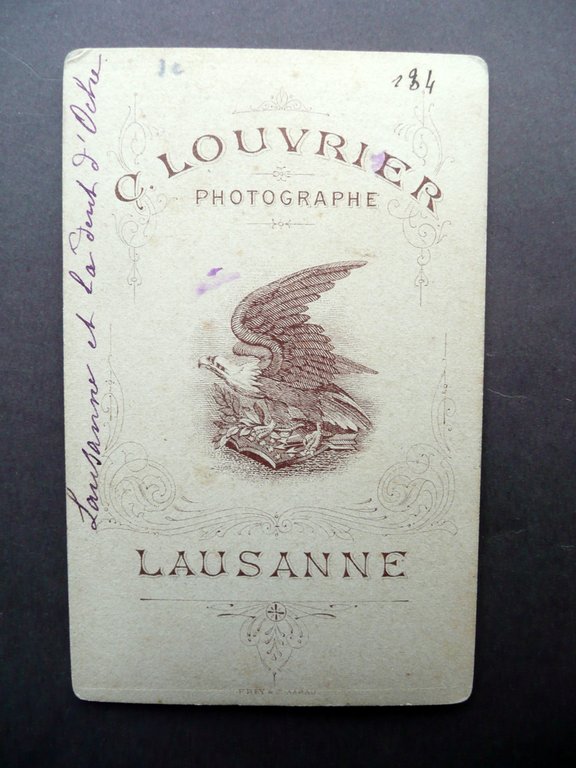 184
C. LOUVRIER
PHOTOGRAPHE
LAUSANNE
Lausanne et la dent d'Oche